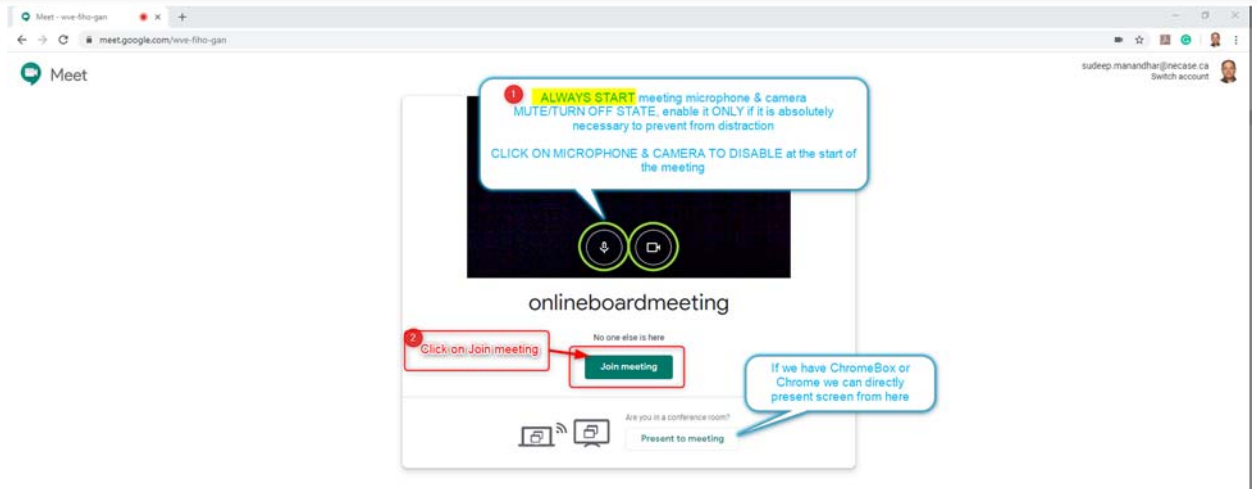 Meet - wve-fiho-gan
meet.google.com/wve-fiho-gan
Meet
sudeep.manandhar@necase.ca
Switch account
1
ALWAYS START meeting microphone & camera
MUTE/TURN OFF STATE, enable it ONLY if it is absolutely
necessary to prevent from distraction
CLICK ON MICROPHONE & CAMERA TO DISABLE at the start of
the meeting
onlineboardmeeting
No one else is here
2
Click on Join meeting
Join meeting
If we have ChromeBox or
Chrome we can directly
present screen from here
Are you in a conference room?
Present to meeting